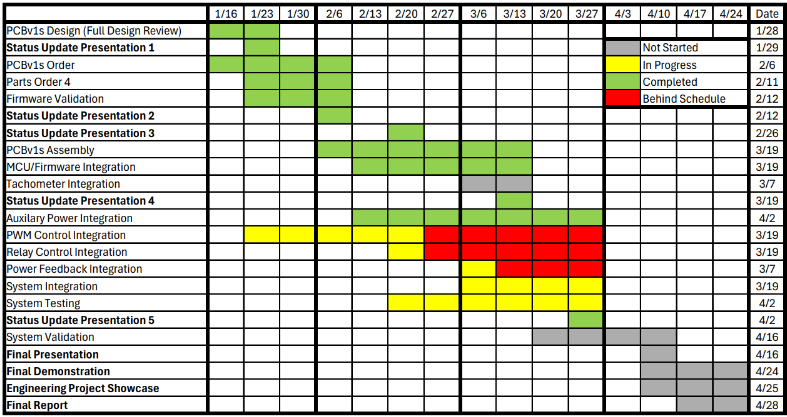 1/16 1/23 1/30 2/6 2/13 2/20 2/27 3/6 3/13 3/20 3/27 4/3 4/10 4/17 4/24 Date
PCBv1s Design (Full Design Review) 1/28
Status Update Presentation 1 Not Started 1/29
PCBv1s Order In Progress 2/6
Parts Order 4 Completed 2/11
Firmware Validation Behind Schedule 2/12
Status Update Presentation 2 2/12
Status Update Presentation 3 2/26
PCBv1s Assembly 3/19
MCU/Firmware Integration 3/19
Tachometer Integration 3/7
Status Update Presentation 4 3/19
Auxilary Power Integration 4/2
PWM Control Integration 3/19
Relay Control Integration 3/19
Power Feedback Integration 3/7
System Integration 3/19
System Testing 4/2
Status Update Presentation 5 4/2
System Validation 4/16
Final Presentation 4/16
Final Demonstration 4/24
Engineering Project Showcase 4/25
Final Report 4/28